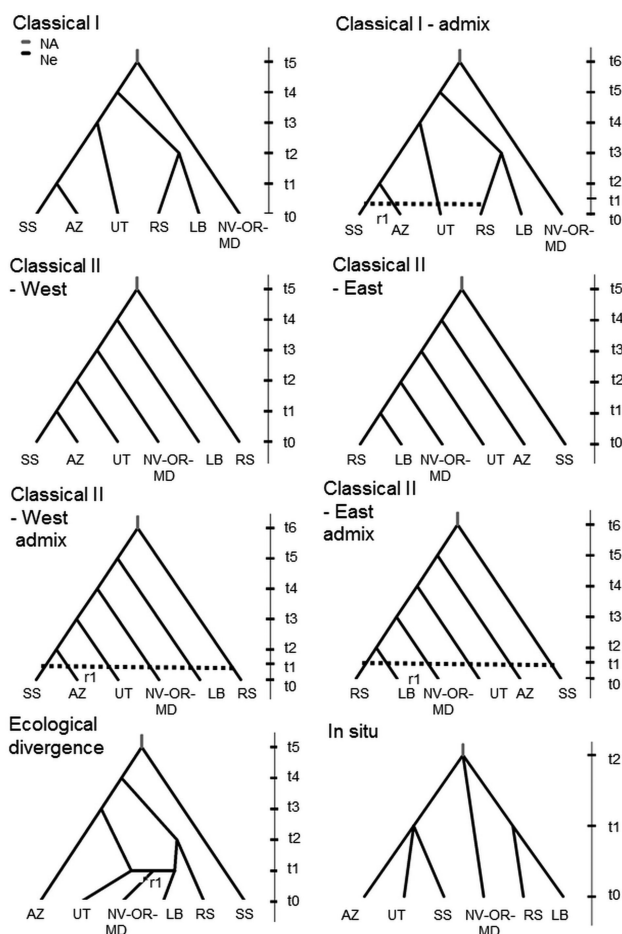 Classical I
NA
Ne
t5
t4
t3
t2
t1
t0
SS AZ UT RS LB NV-OR-
MD
Classical I - admix
t6
t5
t4
t3
t2
t1
t0
r1
SS AZ UT RS LB NV-OR-
MD
Classical II
- West
t5
t4
t3
t2
t1
t0
SS AZ UT NV-OR- LB RS
MD
Classical II
- East
t5
t4
t3
t2
t1
t0
RS LB NV-OR- UT AZ SS
MD
Classical II
- West
admix
t6
t5
t4
t3
t2
t1
t0
r1
SS AZ UT NV-OR- LB RS
MD
Classical II
- East
admix
t6
t5
t4
t3
t2
t1
t0
r1
RS LB NV-OR- UT AZ SS
MD
Ecological
divergence
t5
t4
t3
t2
t1
t0
r1
AZ UT NV-OR- LB RS SS
MD
In situ
t2
t1
t0
AZ UT SS NV-OR- RS LB
MD